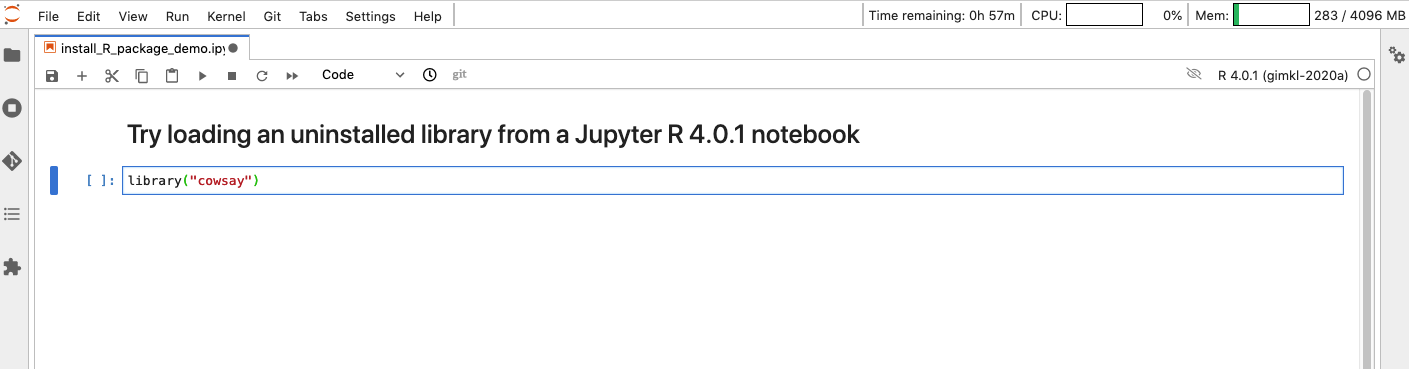 File Edit View Run Kernel Git Tabs Settings Help Time remaining: 0h 57m CPU: 0% Mem: 283 / 4096 MB
install_R_package_demo.ipy
Code git R 4.0.1 (gimkl-2020a)
Try loading an uninstalled library from a Jupyter R 4.0.1 notebook
[ ]: library("cowsay")